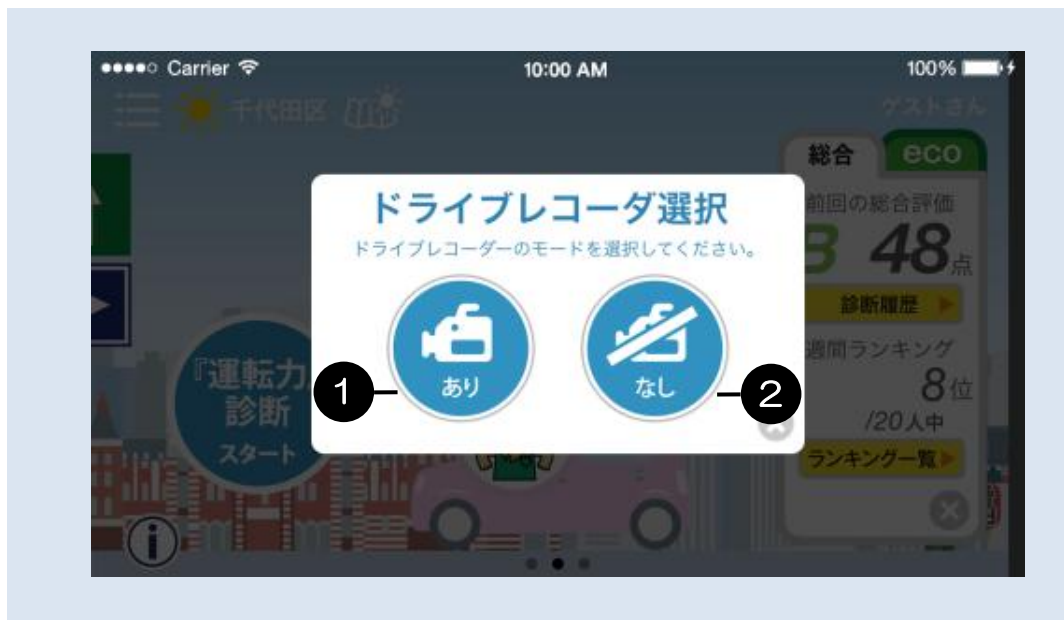 Carrier 10:00 AM 100%
千代田区 ゲストさん
総合 eco
前回の総合評価
48点
診断履歴
週間ランキング
8位
/20人中
ランキング一覧
ドライブレコーダ選択
ドライブレコーダーのモードを選択してください。
あり
なし
1
2
『運転力
診断
スタート